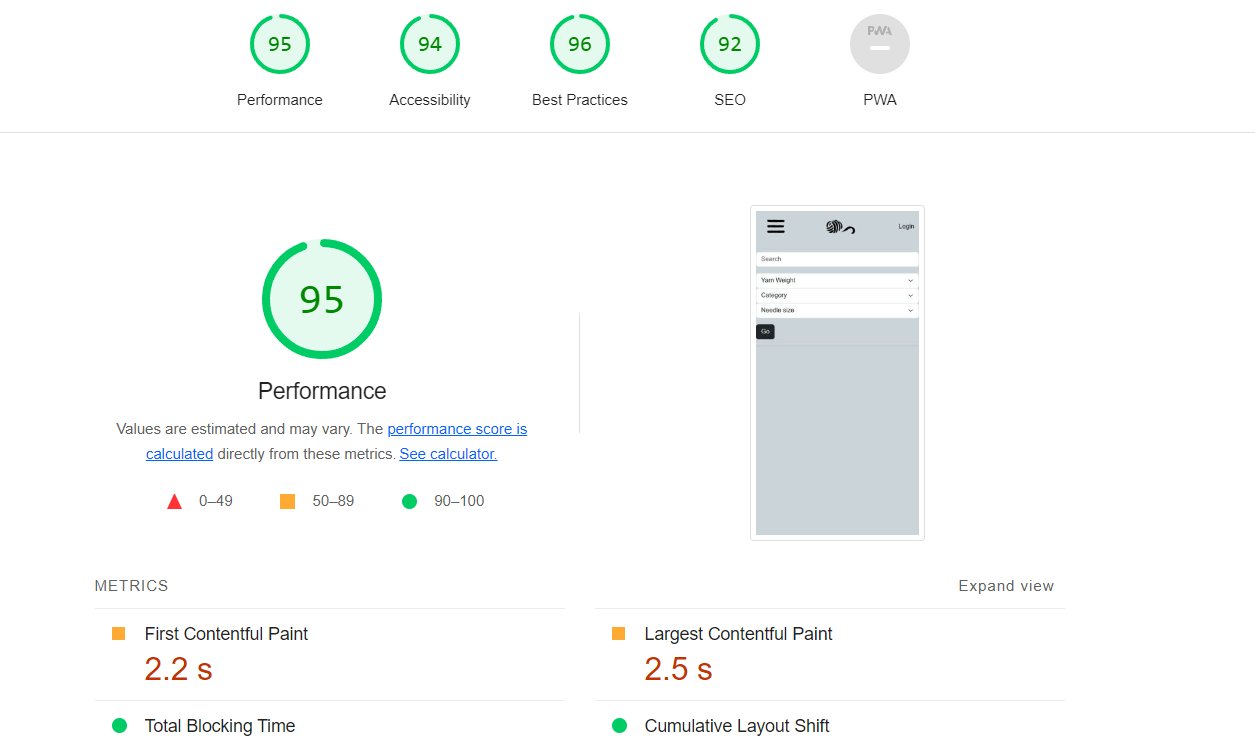 95
94
96
92
PWA
Performance
Accessibility
Best Practices
SEO
PWA
95
Performance
Values are estimated and may vary. The performance score is
calculated directly from these metrics. See calculator.
0–49
50–89
90–100
Login
Search
Yarn Weight
Category
Needle size
Go
METRICS
Expand view
First Contentful Paint
2.2 s
Largest Contentful Paint
2.5 s
Total Blocking Time
Cumulative Layout Shift